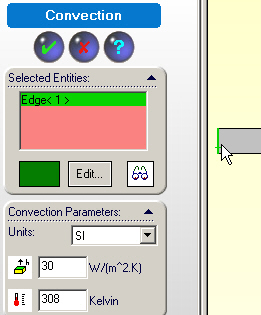 Convection
Selected Entities:
Edge< 1 >
Edit...
Convection Parameters:
Units: SI
30 W/(m^2.K)
308 Kelvin